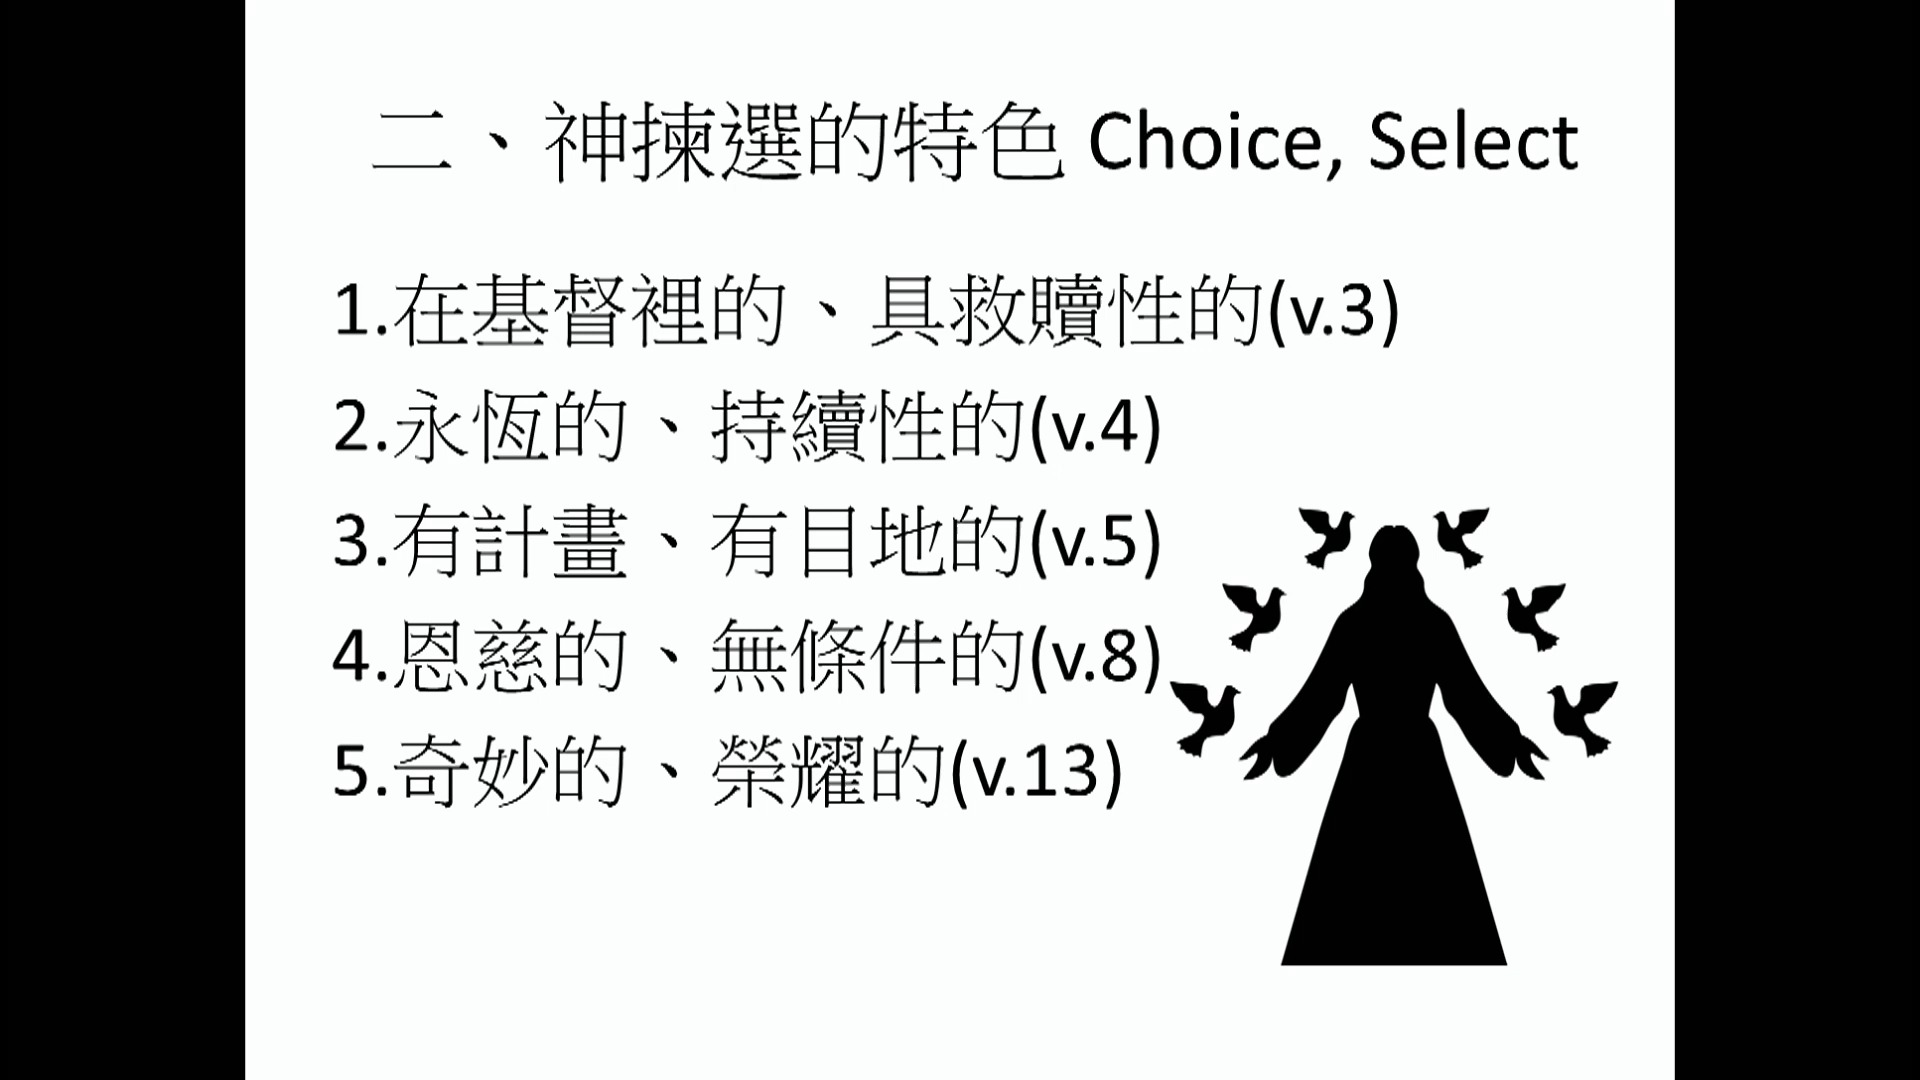 二、神揀選的特色 Choice, Select
1.在基督裡的、具救贖性的(v.3)
2.永恆的、持續性的(v.4)
3.有計畫、有目地的(v.5)
4.恩慈的、無條件的(v.8)
5.奇妙的、榮耀的(v.13)